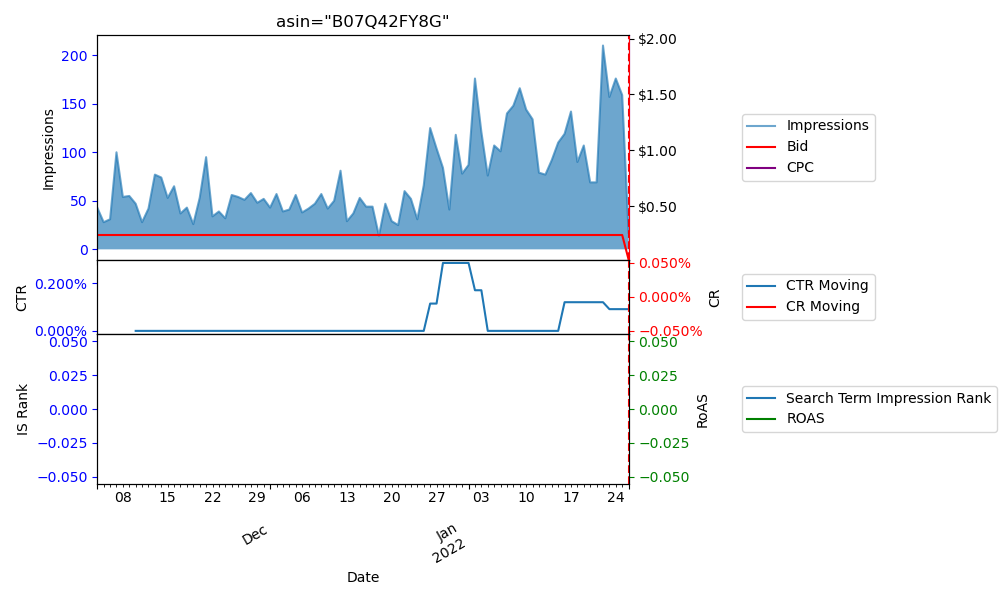 asin="B07Q42FY8G"
Impressions
200
150
100
50
0
$2.00
$1.50
$1.00
$0.50
Impressions
Bid
CPC
CTR
0.200%
0.000%
0.050%
0.000%
−0.050%
CR
CTR Moving
CR Moving
IS Rank
0.050
0.025
0.000
−0.025
−0.050
0.050
0.025
0.000
−0.025
−0.050
RoAS
Search Term Impression Rank
ROAS
08 15 22 29 06 13 20 27 03 10 17 24
Dec
Jan
2022
Date